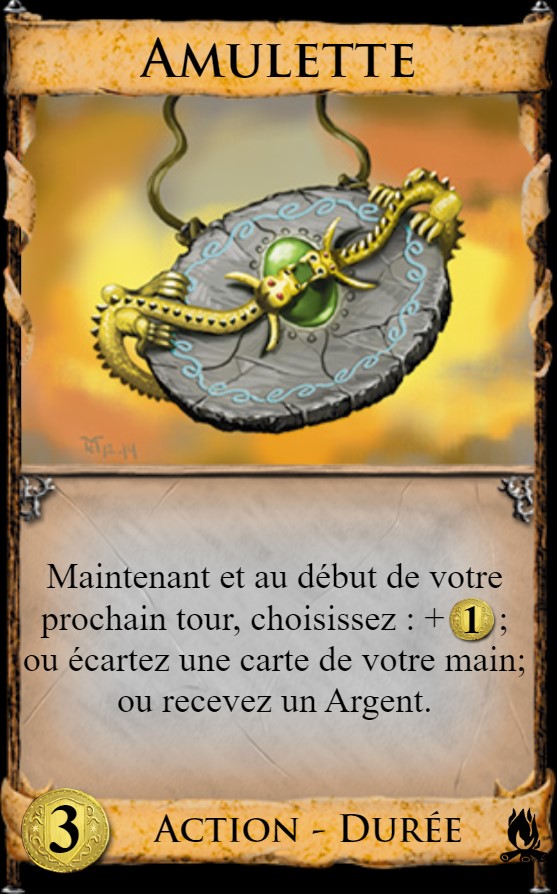 Amulette
Maintenant et au début de votre
prochain tour, choisissez : + 1 ;
ou écartez une carte de votre main;
ou recevez un Argent.
3 Action - Durée